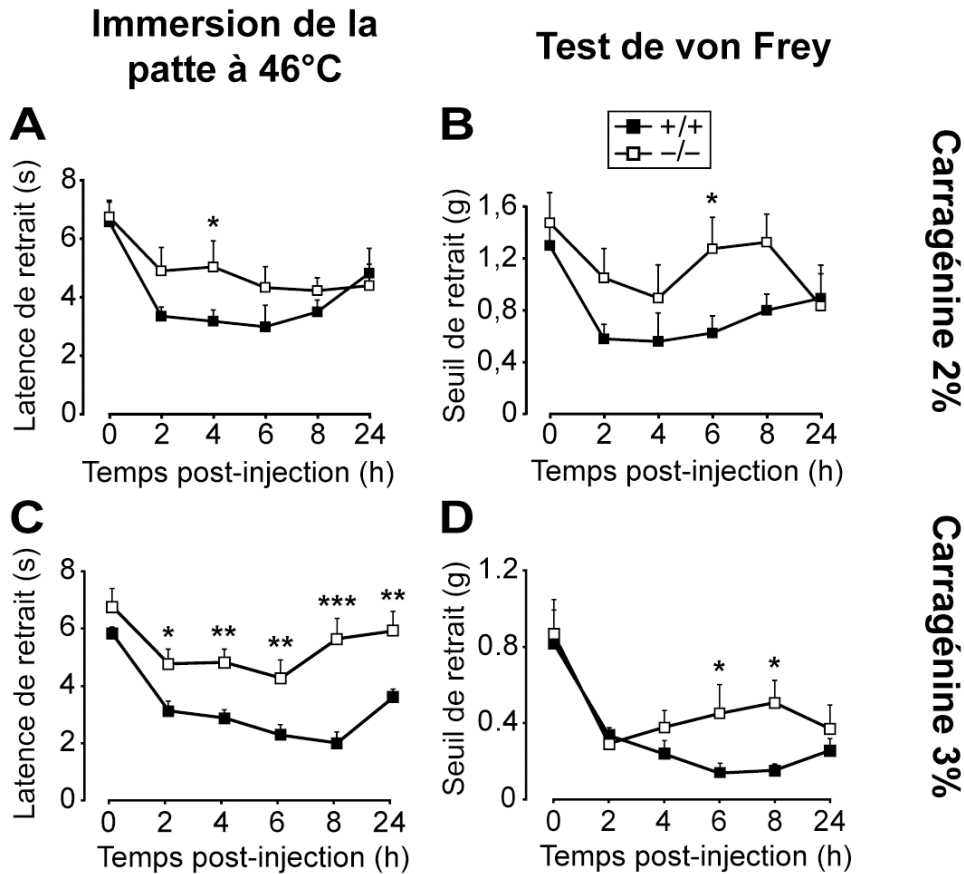 Immersion de la
patte à 46°C
Test de von Frey
A
B
+/+
−/−
Carragénine 2%
Latence de retrait (s)
8
6
4
2
0
0 2 4 6 8 24
Temps post-injection (h)
*
Seuil de retrait (g)
1,6
1,2
0,8
0,4
0
0 2 4 6 8 24
Temps post-injection (h)
*
C
D
Carragénine 3%
Latence de retrait (s)
8
6
4
2
0
0 2 4 6 8 24
Temps post-injection (h)
* ** ** *** **
Seuil de retrait (g)
1.2
0.8
0.4
0
0 2 4 6 8 24
Temps post-injection (h)
* *